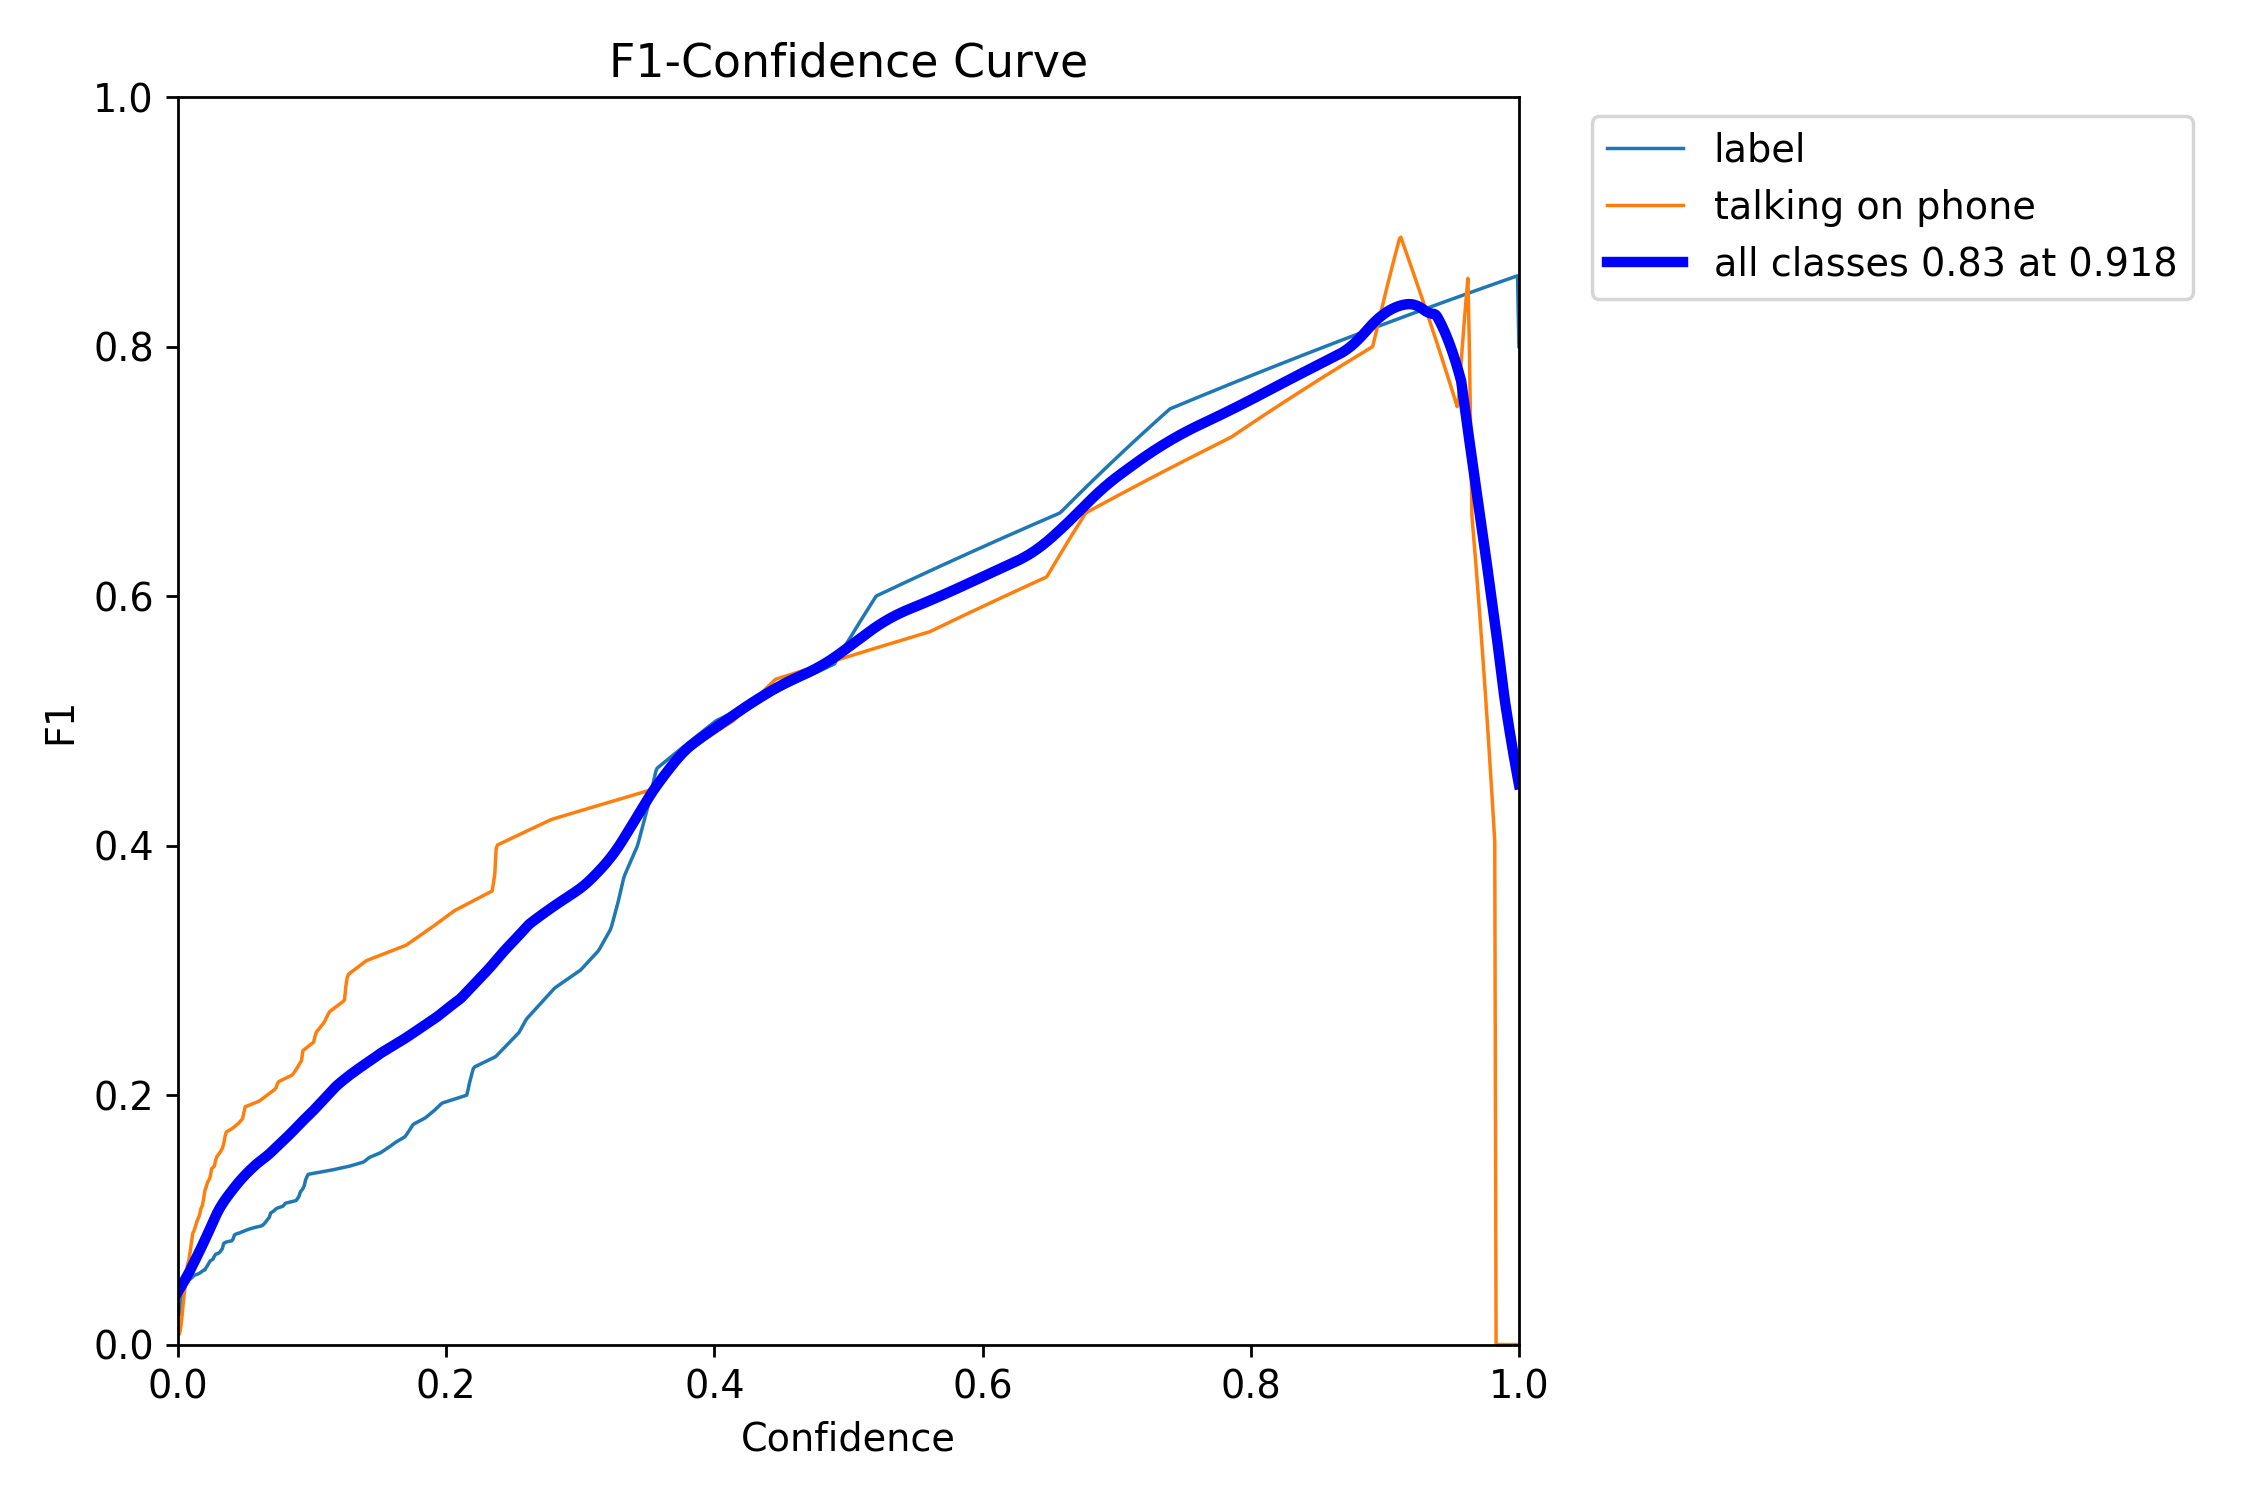 F1-Confidence Curve
1.0
0.8
0.6
0.4
0.2
0.0
F1
0.0 0.2 0.4 0.6 0.8 1.0
Confidence
label
talking on phone
all classes 0.83 at 0.918